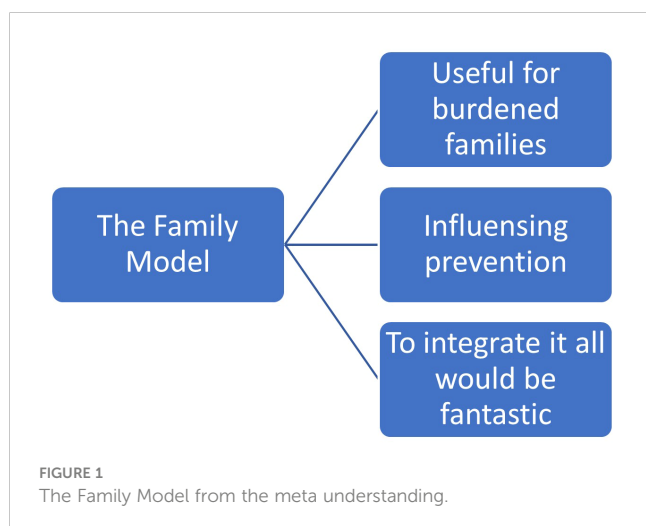 Useful for
burdened
families
The Family
Model
Influensing
prevention
To integrate it all
would be
fantastic
FIGURE 1
The Family Model from the meta understanding.